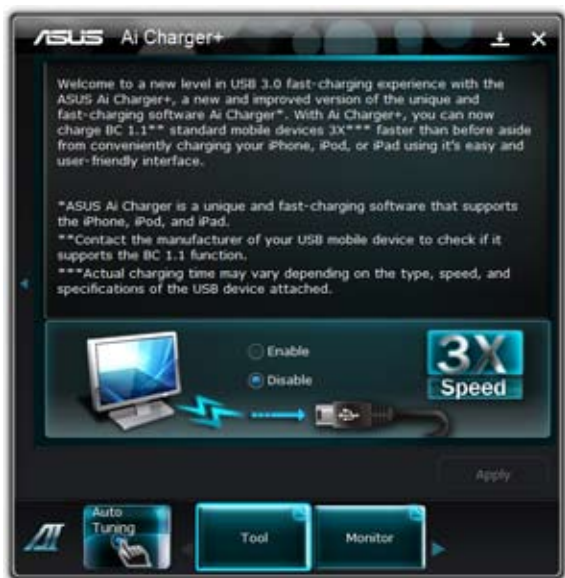 ASUS Ai Charger+
Welcome to a new level in USB 3.0 fast-charging experience with the
ASUS Ai Charger+, a new and improved version of the unique and
fast-charging software Ai Charger*. With Ai Charger+, you can now
charge BC 1.1** standard mobile devices 3X*** faster than before aside
from conveniently charging your iPhone, iPod, or iPad using it's easy and
user-friendly interface.
*ASUS Ai Charger is a unique and fast-charging software that supports
the iPhone, iPod, and iPad.
**Contact the manufacturer of your USB mobile device to check if it
supports the BC 1.1 function.
***Actual charging time may vary depending on the type, speed, and
specifications of the USB device attached.
Enable
Disable
3X
Speed
Apply
Auto
Tuning
Tool
Monitor